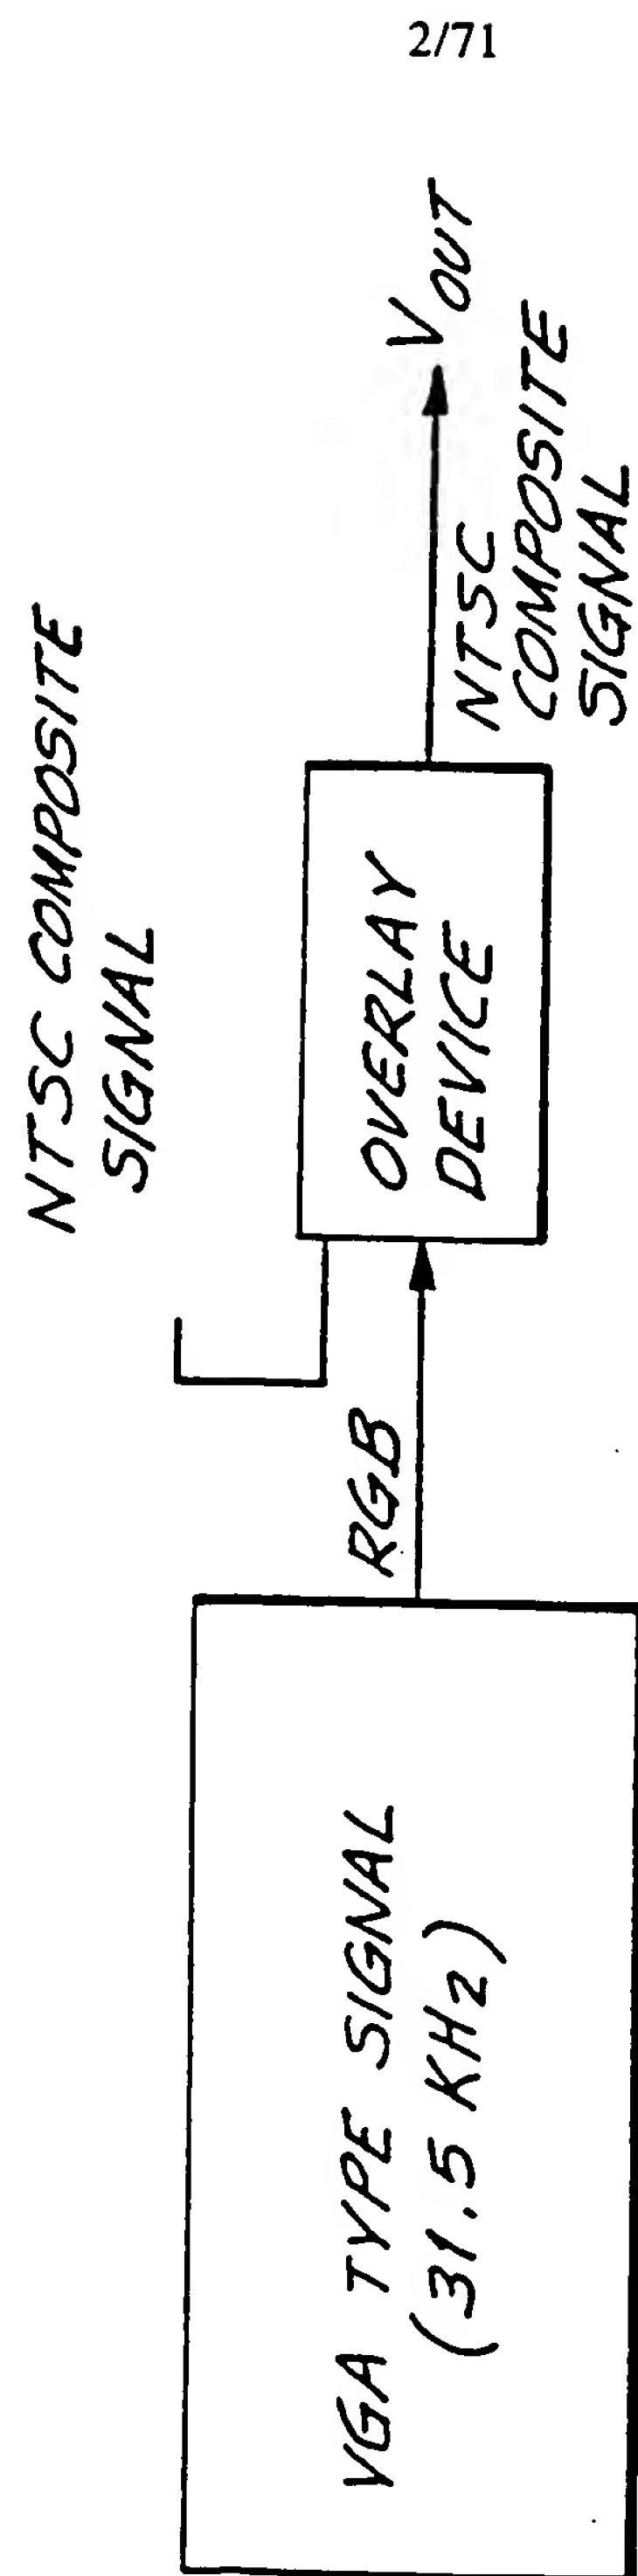 2/71
NTSC COMPOSITE
SIGNAL
VGA TYPE SIGNAL
(31.5 KHz)
RGB
OVERLAY
DEVICE
VOUT
NTSC
COMPOSITE
SIGNAL